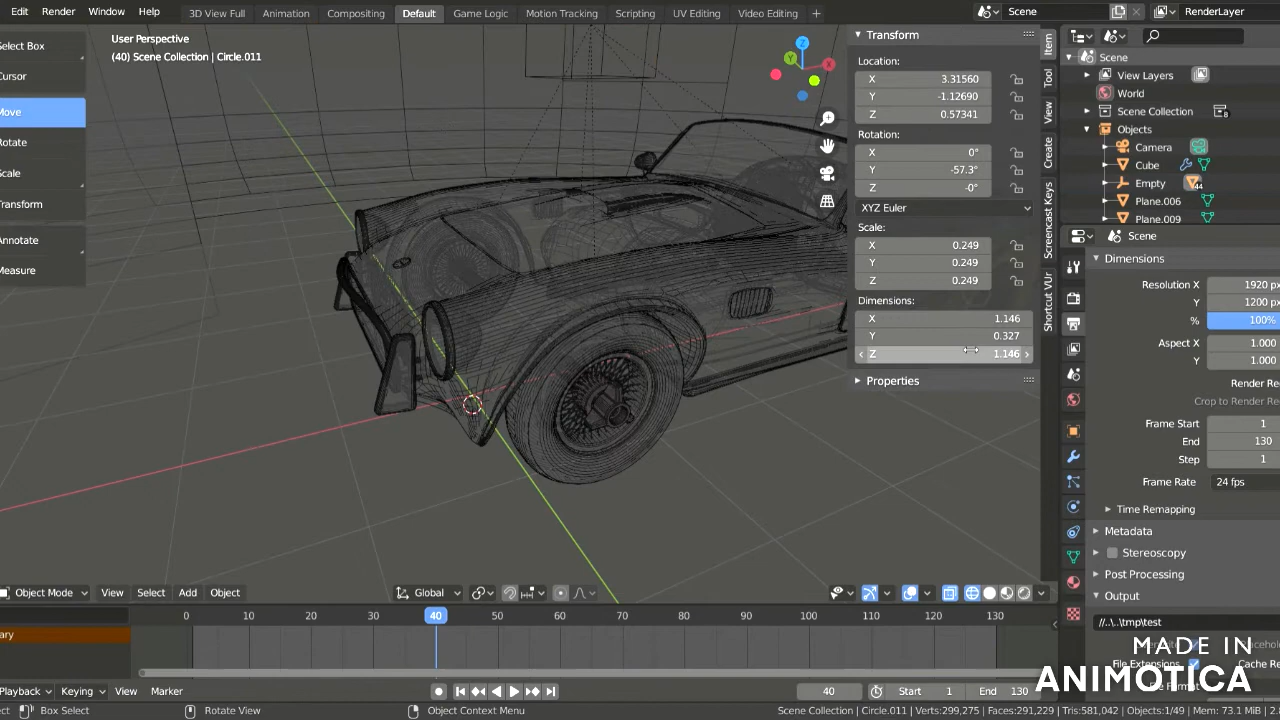 Edit Render Window Help 3D View Full Animation Compositing Default Game Logic Motion Tracking Scripting UV Editing Video Editing + Scene RenderLayer
User Perspective
(40) Scene Collection | Circle.011
Select Box
Cursor
Move
Rotate
Scale
Transform
Annotate
Measure
Z
Y
X
Transform
Location:
X 3.31560
Y -1.12690
Z 0.57341
Rotation:
X 0°
Y -57.3°
Z -0°
XYZ Euler
Scale:
X 0.249
Y 0.249
Z 0.249
Dimensions:
X 1.146
Y 0.327
Z 1.146
Properties
Item
Tool
View
Create
Screencast Keys
Shortcut VUr
Scene
View Layers
World
Scene Collection 8
Objects
Camera
Cube
Empty 44
Plane.006
Plane.009
Scene
Dimensions
Resolution X 1920 px
Y 1200 px
% 100%
Aspect X 1.000
Y 1.000
Render Re
Crop to Render Re
Frame Start 1
End 130
Step 1
Frame Rate 24 fps
Time Remapping
Metadata
Stereoscopy
Post Processing
Output
//..\..\tmp\test
File Extensions Cache Re
Object Mode View Select Add Object Global
0 10 20 30 40 50 60 70 80 90 100 110 120 130
ary
Playback Keying View Marker 40 Start 1 End 130
ct Box Select Rotate View Object Context Menu Scene Collection | Circle.011 | Verts:299,275 | Faces:291,229 | Tris:581,042 | Objects:1/49 | Mem: 73.1 MiB | 2.
MADE IN
ANIMOTICA